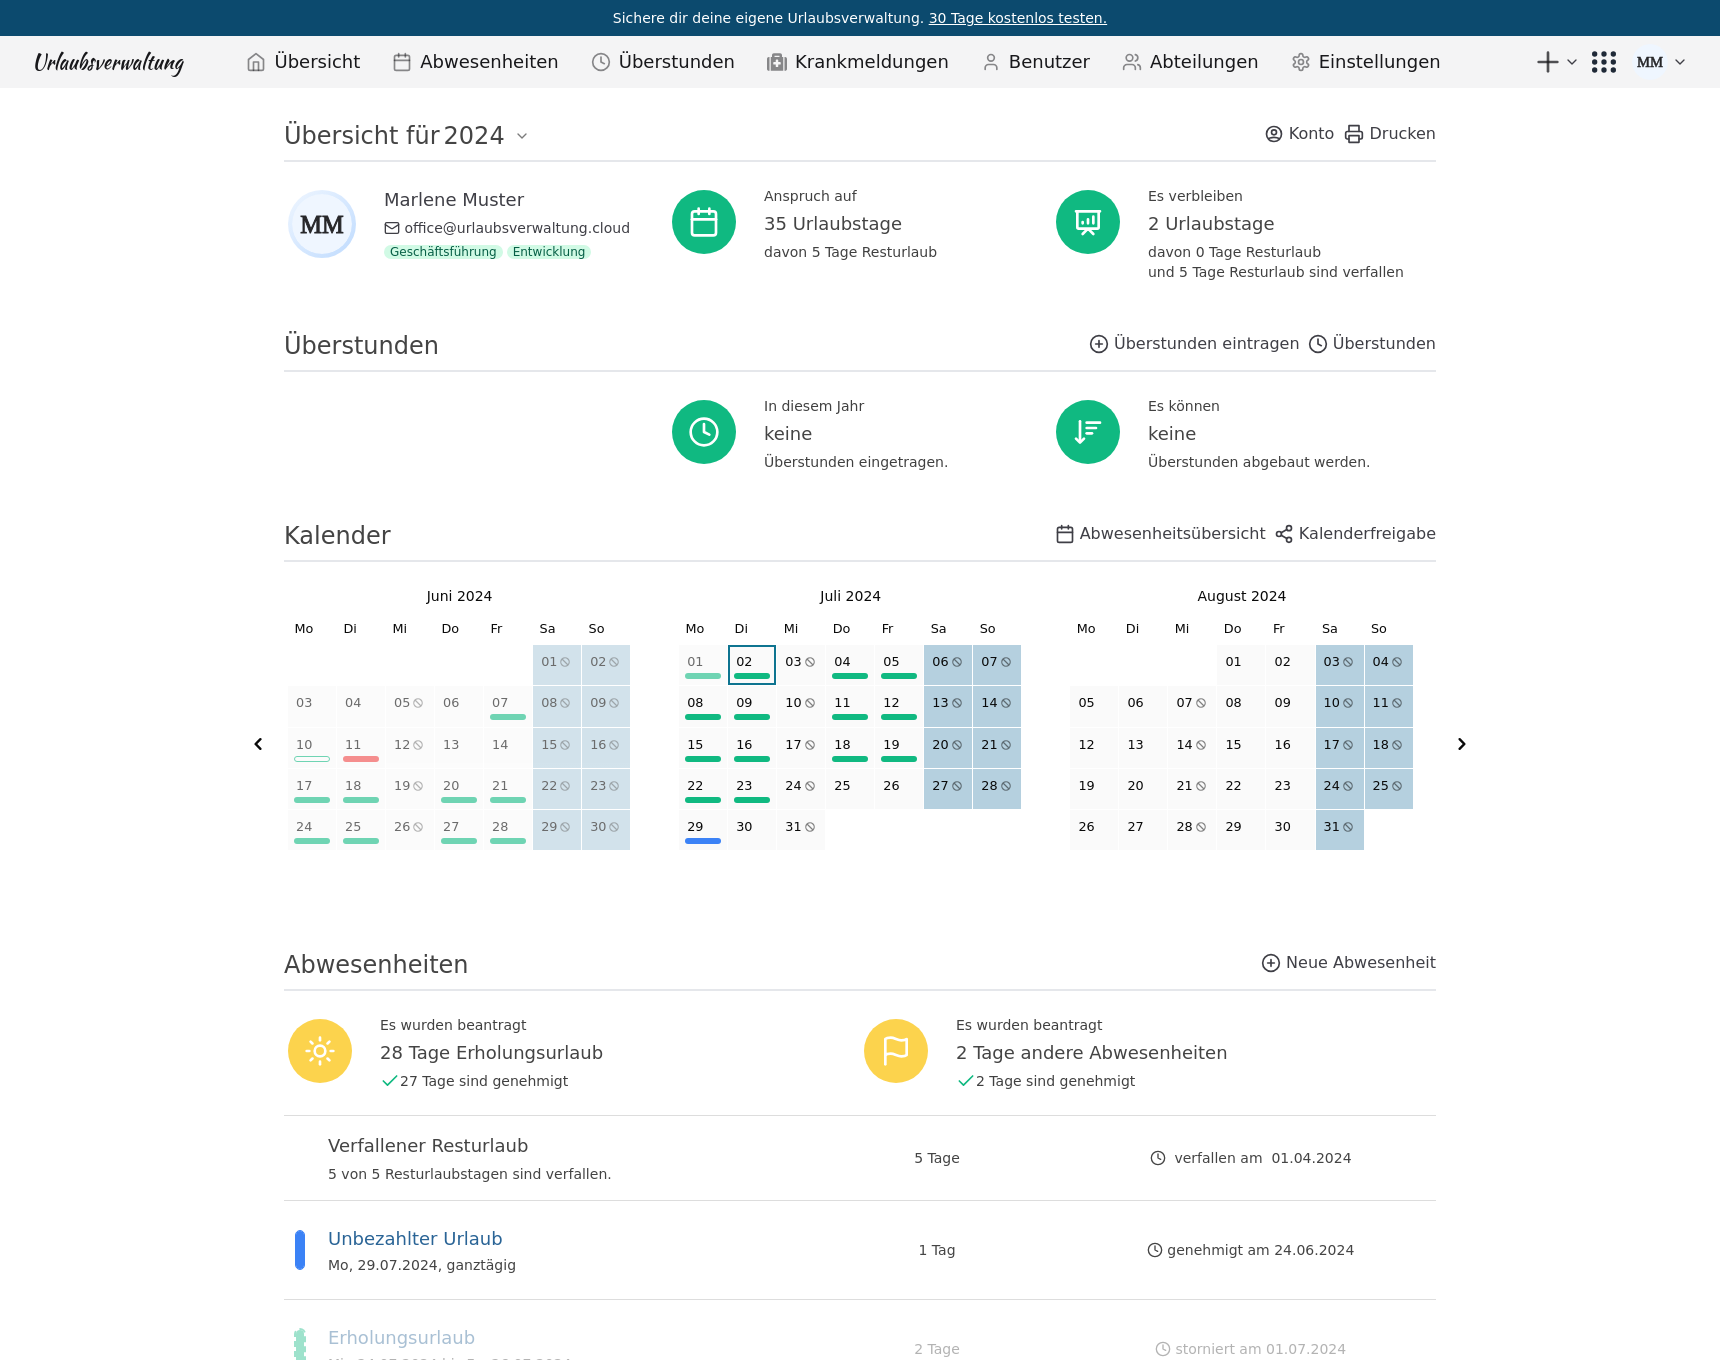 Sichere dir deine eigene Urlaubsverwaltung. 30 Tage kostenlos testen.
Urlaubsverwaltung Übersicht Abwesenheiten Überstunden Krankmeldungen Benutzer Abteilungen Einstellungen MM
Übersicht für 2024 Konto Drucken
MM
Marlene Muster
office@urlaubsverwaltung.cloud
Geschäftsführung Entwicklung
Anspruch auf
35 Urlaubstage
davon 5 Tage Resturlaub
Es verbleiben
2 Urlaubstage
davon 0 Tage Resturlaub
und 5 Tage Resturlaub sind verfallen
Überstunden Überstunden eintragen Überstunden
In diesem Jahr
keine
Überstunden eingetragen.
Es können
keine
Überstunden abgebaut werden.
Kalender Abwesenheitsübersicht Kalenderfreigabe
Juni 2024
Mo Di Mi Do Fr Sa So
01 02
03 04 05 06 07 08 09
10 11 12 13 14 15 16
17 18 19 20 21 22 23
24 25 26 27 28 29 30
Juli 2024
Mo Di Mi Do Fr Sa So
01 02 03 04 05 06 07
08 09 10 11 12 13 14
15 16 17 18 19 20 21
22 23 24 25 26 27 28
29 30 31
August 2024
Mo Di Mi Do Fr Sa So
01 02 03 04
05 06 07 08 09 10 11
12 13 14 15 16 17 18
19 20 21 22 23 24 25
26 27 28 29 30 31
Abwesenheiten Neue Abwesenheit
Es wurden beantragt
28 Tage Erholungsurlaub
27 Tage sind genehmigt
Es wurden beantragt
2 Tage andere Abwesenheiten
2 Tage sind genehmigt
Verfallener Resturlaub
5 von 5 Resturlaubstagen sind verfallen.
5 Tage
verfallen am 01.04.2024
Unbezahlter Urlaub
Mo, 29.07.2024, ganztägig
1 Tag
genehmigt am 24.06.2024
Erholungsurlaub
2 Tage
storniert am 01.07.2024